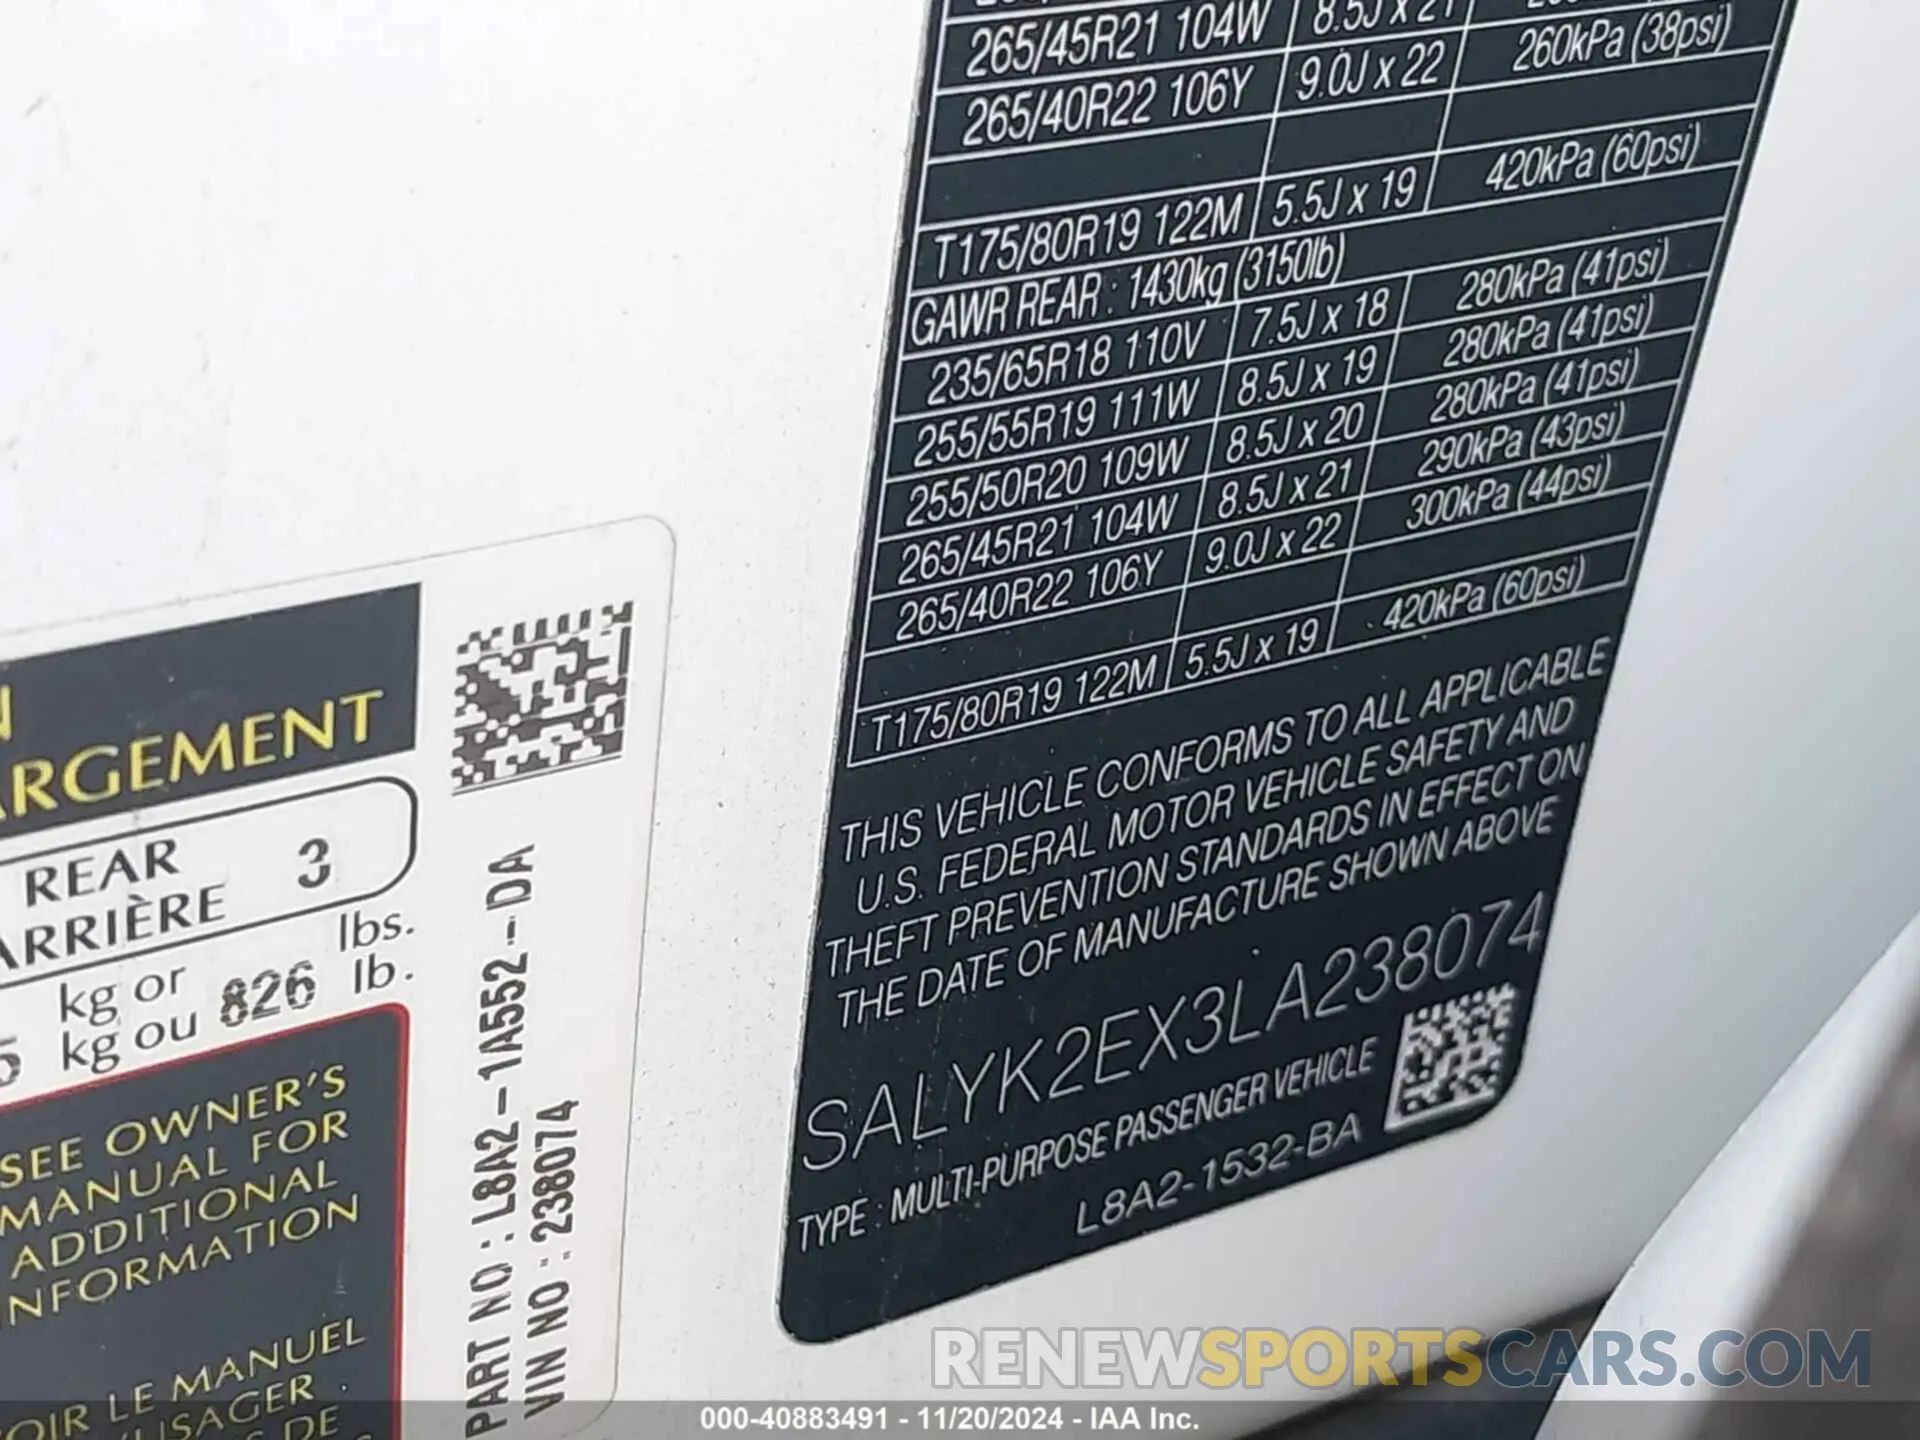 265/45R21 104W 8.5J x 21
265/40R22 106Y 9.0J x 22 260kPa (38psi)
T175/80R19 122M 5.5J x 19 420kPa (60psi)
GAWR REAR : 1430kg (3150lb)
235/65R18 110V 7.5J x 18 280kPa (41psi)
255/55R19 111W 8.5J x 19 280kPa (41psi)
255/50R20 109W 8.5J x 20 280kPa (41psi)
265/45R21 104W 8.5J x 21 290kPa (43psi)
265/40R22 106Y 9.0J x 22 300kPa (44psi)
T175/80R19 122M 5.5J x 19 420kPa (60psi)
THIS VEHICLE CONFORMS TO ALL APPLICABLE
U.S. FEDERAL MOTOR VEHICLE SAFETY AND
THEFT PREVENTION STANDARDS IN EFFECT ON
THE DATE OF MANUFACTURE SHOWN ABOVE
SALYK2EX3LA238074
TYPE : MULTI-PURPOSE PASSENGER VEHICLE
L8A2-1532-BA
N
ARGEMENT
REAR 3
ARRIÈRE
kg or lbs.
5 kg ou 826 lb.
SEE OWNER'S
MANUAL FOR
ADDITIONAL
INFORMATION
VOIR LE MANUEL
L'USAGER
DE
PART NO : L8A2-1A552-DA
VIN NO : 238074
RENEWSPORTSCARS.COM
000-40883491 - 11/20/2024 - IAA Inc.